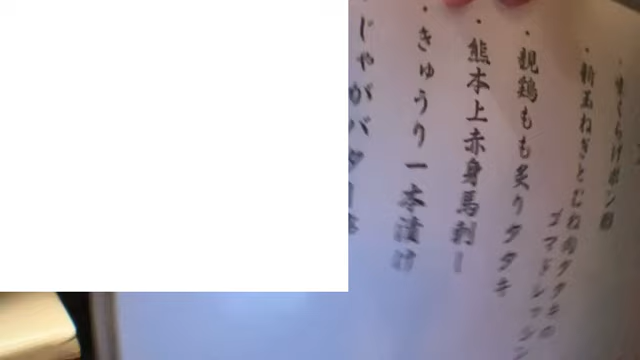 くらげポン酢
・新玉ねぎとむね肉タタキの
ゴマドレッシン
・親鶏もも炙りタタキ
・熊本上赤身馬刺し
・きゅうり一本漬け
じゃがバター